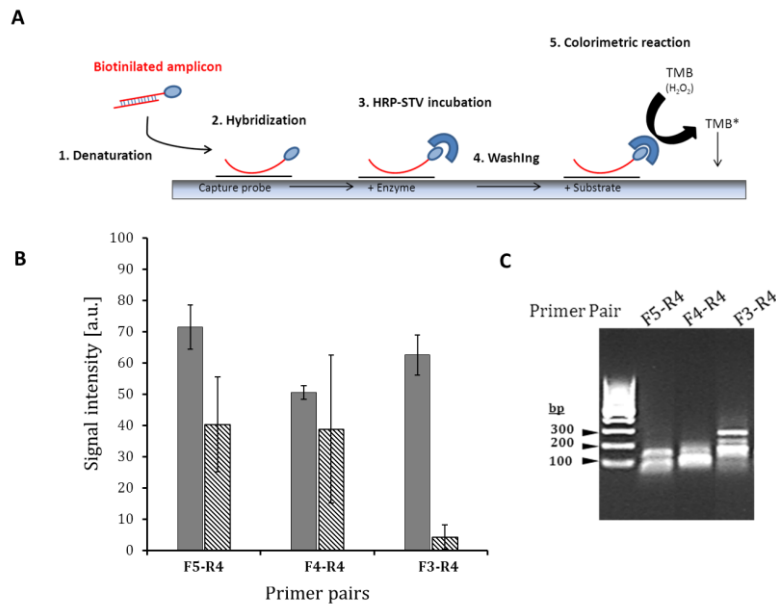 A
5. Colorimetric reaction
Biotinilated amplicon
TMB
(H₂O₂)
3. HRP-STV incubation
2. Hybridization
TMB*
1. Denaturation
4. WashIng
Capture probe
+ Enzyme
+ Substrate
B
Signal intensity [a.u.]
100
90
80
70
60
50
40
30
20
10
0
F5-R4
F4-R4
F3-R4
Primer pairs
C
Primer Pair
F5-R4
F4-R4
F3-R4
bp
300
200
100